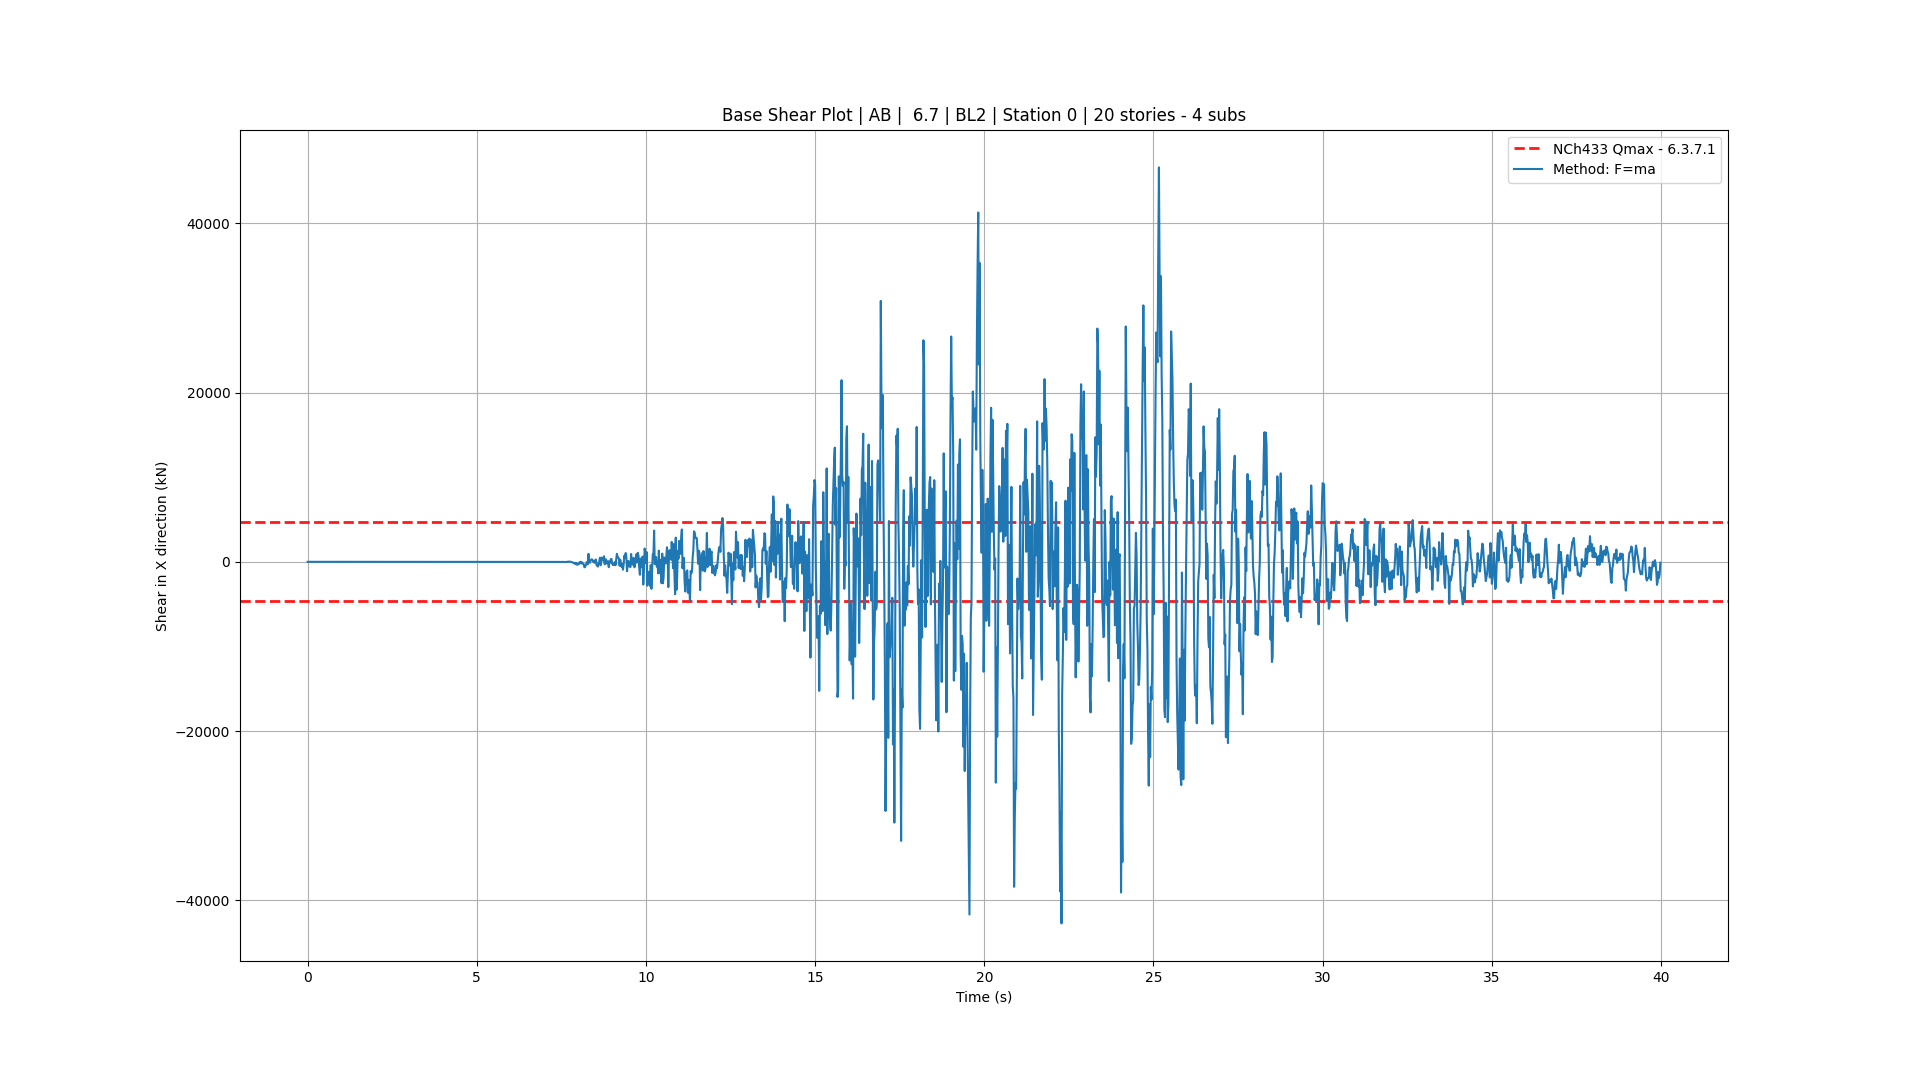 Base Shear Plot | AB |  6.7 | BL2 | Station 0 | 20 stories - 4 subs
NCh433 Qmax - 6.3.7.1
Method: F=ma
Shear in X direction (kN)
40000
20000
0
−20000
−40000
0 5 10 15 20 25 30 35 40
Time (s)